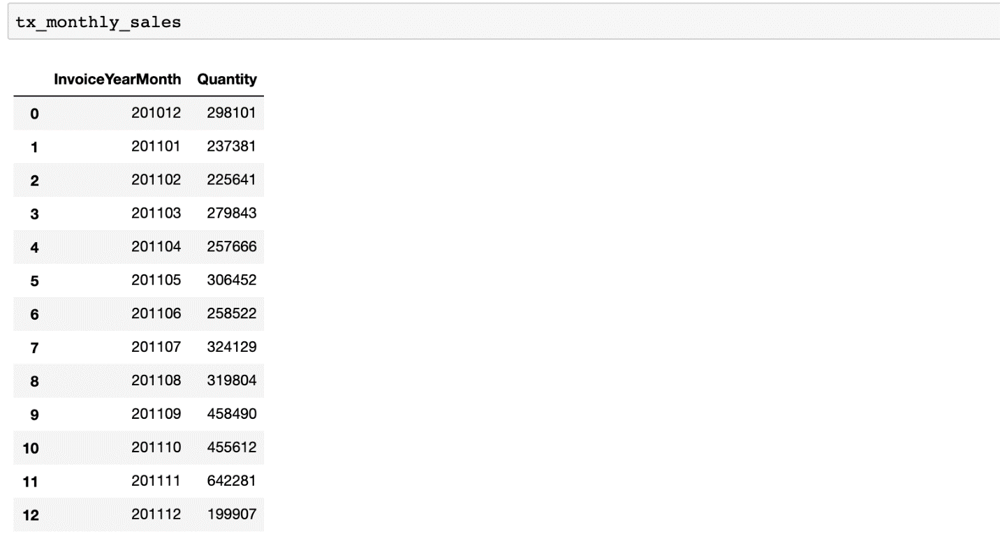 tx_monthly_sales
InvoiceYearMonth Quantity
0 201012 298101
1 201101 237381
2 201102 225641
3 201103 279843
4 201104 257666
5 201105 306452
6 201106 258522
7 201107 324129
8 201108 319804
9 201109 458490
10 201110 455612
11 201111 642281
12 201112 199907